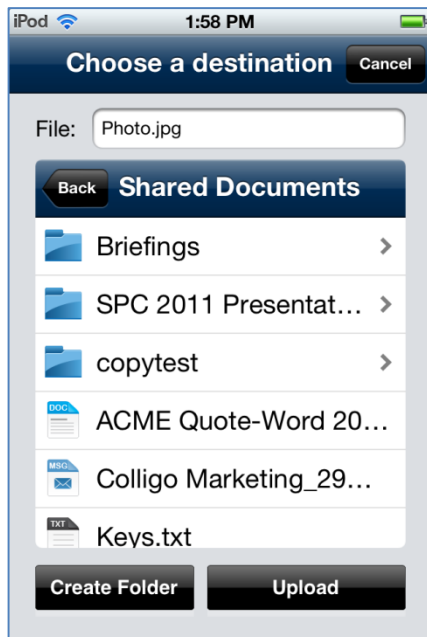 iPod 1:58 PM
Choose a destination Cancel
File: Photo.jpg
Back Shared Documents
Briefings
SPC 2011 Presentat...
copytest
DOC ACME Quote-Word 20...
MSG Colligo Marketing_29...
TXT Keys.txt
Create Folder Upload